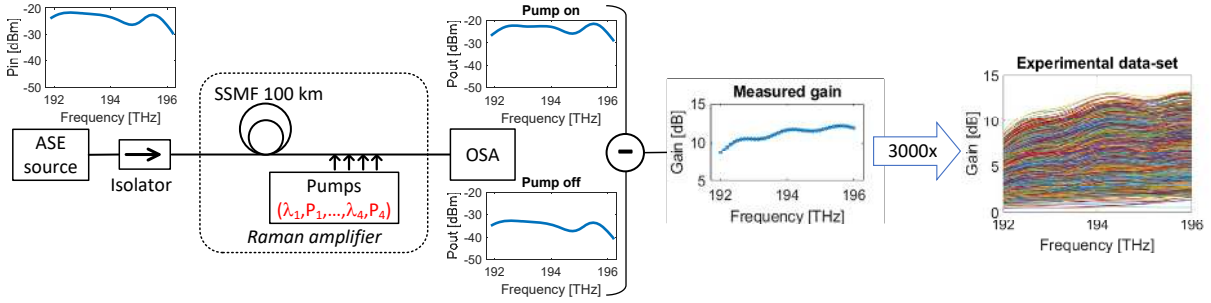 -20
-30
-40
-50
Pin [dBm]
192
194
196
Frequency [THz]
ASE
source
Isolator
SSMF 100 km
Pumps
(λ1,P1,...,λ4,P4)
Raman amplifier
OSA
Pump on
-20
-30
-40
-50
Pout [dBm]
192
194
196
Frequency [THz]
Pump off
-20
-30
-40
-50
Pout [dBm]
192
194
196
Frequency [THz]
Measured gain
15
10
5
Gain [dB]
192
194
196
Frequency [THz]
3000x
Experimental data-set
15
10
5
0
Gain [dB]
192
194
196
Frequency [THz]